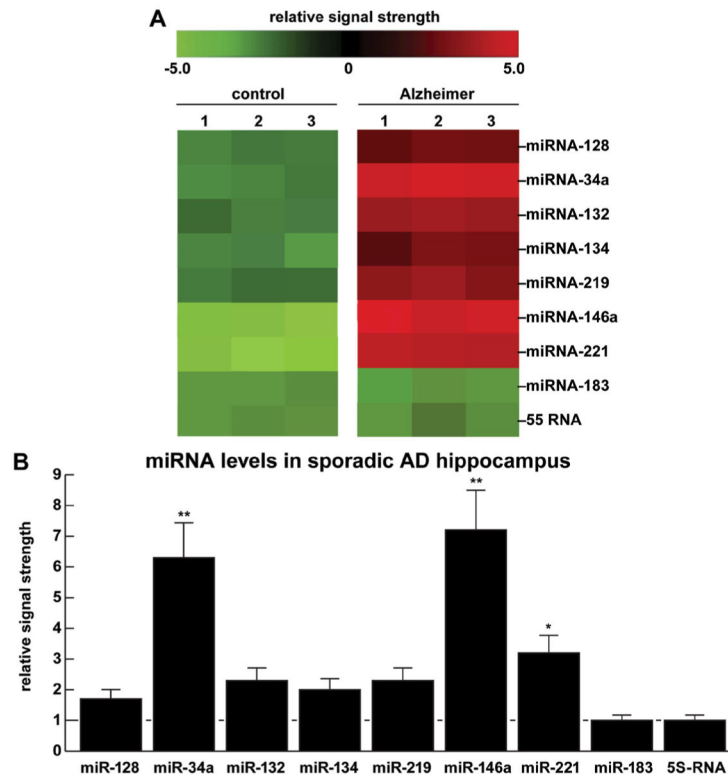 A
relative signal strength
-5.0 0 5.0
control Alzheimer
1 2 3 1 2 3
miRNA-128
miRNA-34a
miRNA-132
miRNA-134
miRNA-219
miRNA-146a
miRNA-221
miRNA-183
55 RNA
B
miRNA levels in sporadic AD hippocampus
relative signal strength
9
8
7
6
5
4
3
2
1
0
** ** *
miR-128 miR-34a miR-132 miR-134 miR-219 miR-146a miR-221 miR-183 5S-RNA